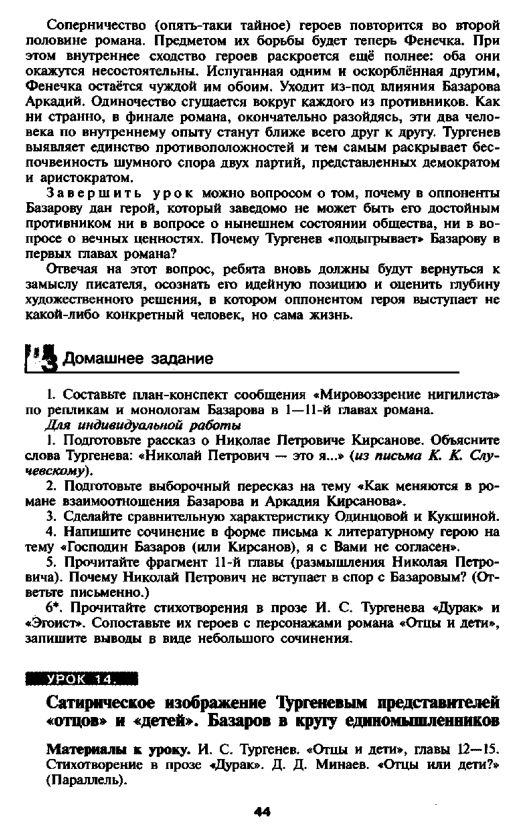 Соперничество (опять-таки тайное) героев повторится во второй
половине романа. Предметом их борьбы будет теперь Фенечка. При
этом внутреннее сходство героев раскроется ещё полнее: оба они
окажутся несостоятельны. Испуганная одним и оскорблённая другим,
Фенечка остаётся чуждой им обоим. Уходит из-под влияния Базарова
Аркадий. Одиночество сгущается вокруг каждого из противников. Как
ни странно, в финале романа, окончательно разойдясь, эти два чело-
века по внутреннему опыту станут ближе всего друг к другу. Тургенев
выявляет единство противоположностей и тем самым раскрывает бес-
почвенность шумного спора двух партий, представленных демократом
и аристократом.
Завершить урок можно вопросом о том, почему в оппоненты
Базарову дан герой, который заведомо не может быть его достойным
противником ни в вопросе о нынешнем состоянии общества, ни в во-
просе о вечных ценностях. Почему Тургенев «подыгрывает» Базарову в
первых главах романа?
Отвечая на этот вопрос, ребята вновь должны будут вернуться к
замыслу писателя, осознать его идейную позицию и оценить глубину
художественного решения, в котором оппонентом героя выступает не
какой-либо конкретный человек, но сама жизнь.
Домашнее задание
1. Составьте план-конспект сообщения «Мировоззрение нигилиста»
по репликам и монологам Базарова в 1—11-й главах романа.
Для индивидуальной работы
1. Подготовьте рассказ о Николае Петровиче Кирсанове. Объясните
слова Тургенева: «Николай Петрович — это я...» (из письма К. К. Слу-
чевскому).
2. Подготовьте выборочный пересказ на тему «Как меняются в ро-
мане взаимоотношения Базарова и Аркадия Кирсанова».
3. Сделайте сравнительную характеристику Одинцовой и Кукшиной.
4. Напишите сочинение в форме письма к литературному герою на
тему «Господин Базаров (или Кирсанов), я с Вами не согласен».
5. Прочитайте фрагмент 11-й главы (размышления Николая Петро-
вича). Почему Николай Петрович не вступает в спор с Базаровым? (От-
ветьте письменно.)
6*. Прочитайте стихотворения в прозе И. С. Тургенева «Дурак» и
«Эгоист». Сопоставьте их героев с персонажами романа «Отцы и дети»,
запишите выводы в виде небольшого сочинения.
УРОК 14.
Сатирическое изображение Тургеневым представителей
«отцов» и «детей». Базаров в кругу единомышленников
Материалы к уроку. И. С. Тургенев. «Отцы и дети», главы 12—15.
Стихотворение в прозе «Дурак». Д. Д. Минаев. «Отцы или дети?»
(Параллель).
44